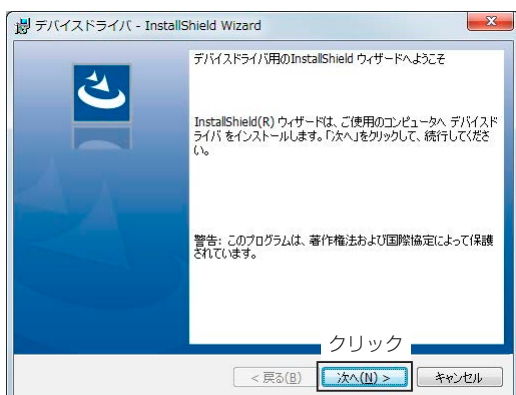 デバイスドライバ - InstallShield Wizard
デバイスドライバ用のInstallShield ウィザードへようこそ
InstallShield(R) ウィザードは、ご使用のコンピュータへ デバイスド
ライバ をインストールします。「次へ」をクリックして、続行してくださ
い。
警告: このプログラムは、著作権法および国際協定によって保護
されています。
クリック
< 戻る(B)
次へ(N) >
キャンセル